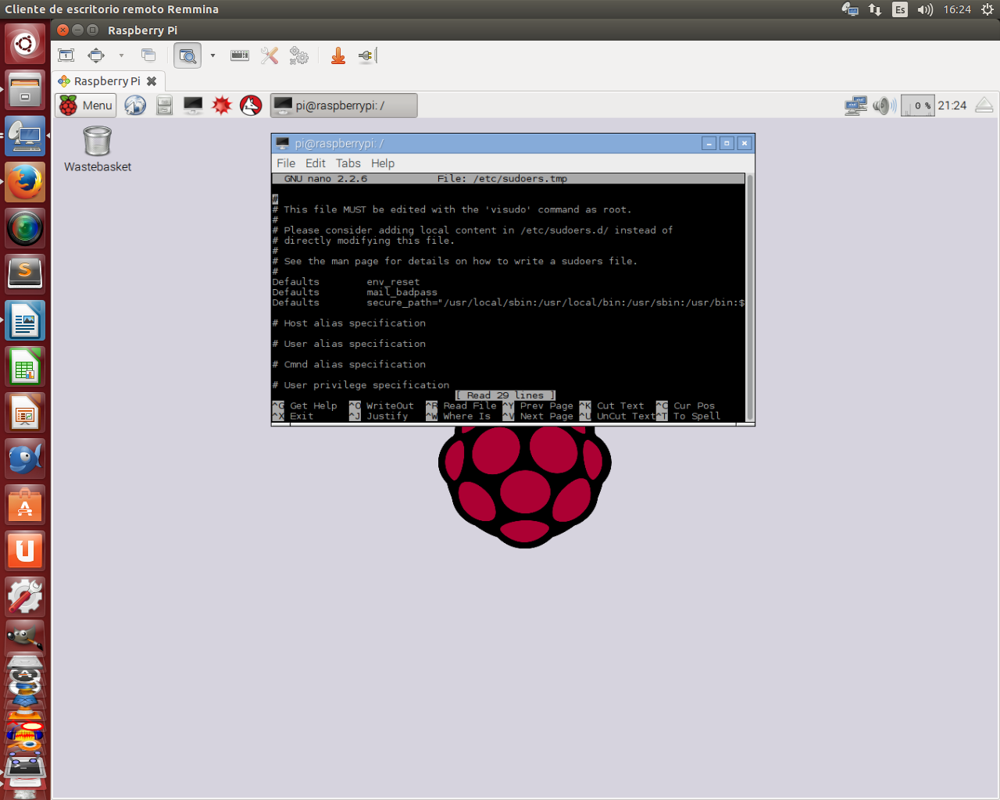 Cliente de escritorio remoto Remmina
Es
16:24
Raspberry Pi
Raspberry Pi
Menu
pi@raspberrypi: /
0 %
21:24
Wastebasket
pi@raspberrypi: /
File Edit Tabs Help
GNU nano 2.2.6 File: /etc/sudoers.tmp
#
# This file MUST be edited with the 'visudo' command as root.
#
# Please consider adding local content in /etc/sudoers.d/ instead of
# directly modifying this file.
#
# See the man page for details on how to write a sudoers file.
#
Defaults env_reset
Defaults mail_badpass
Defaults secure_path="/usr/local/sbin:/usr/local/bin:/usr/sbin:/usr/bin:$
# Host alias specification
# User alias specification
# Cmnd alias specification
# User privilege specification
[ Read 29 lines ]
^G Get Help ^O WriteOut ^R Read File ^Y Prev Page ^K Cut Text ^C Cur Pos
^X Exit ^J Justify ^W Where Is ^V Next Page ^U UnCut Text ^T To Spell